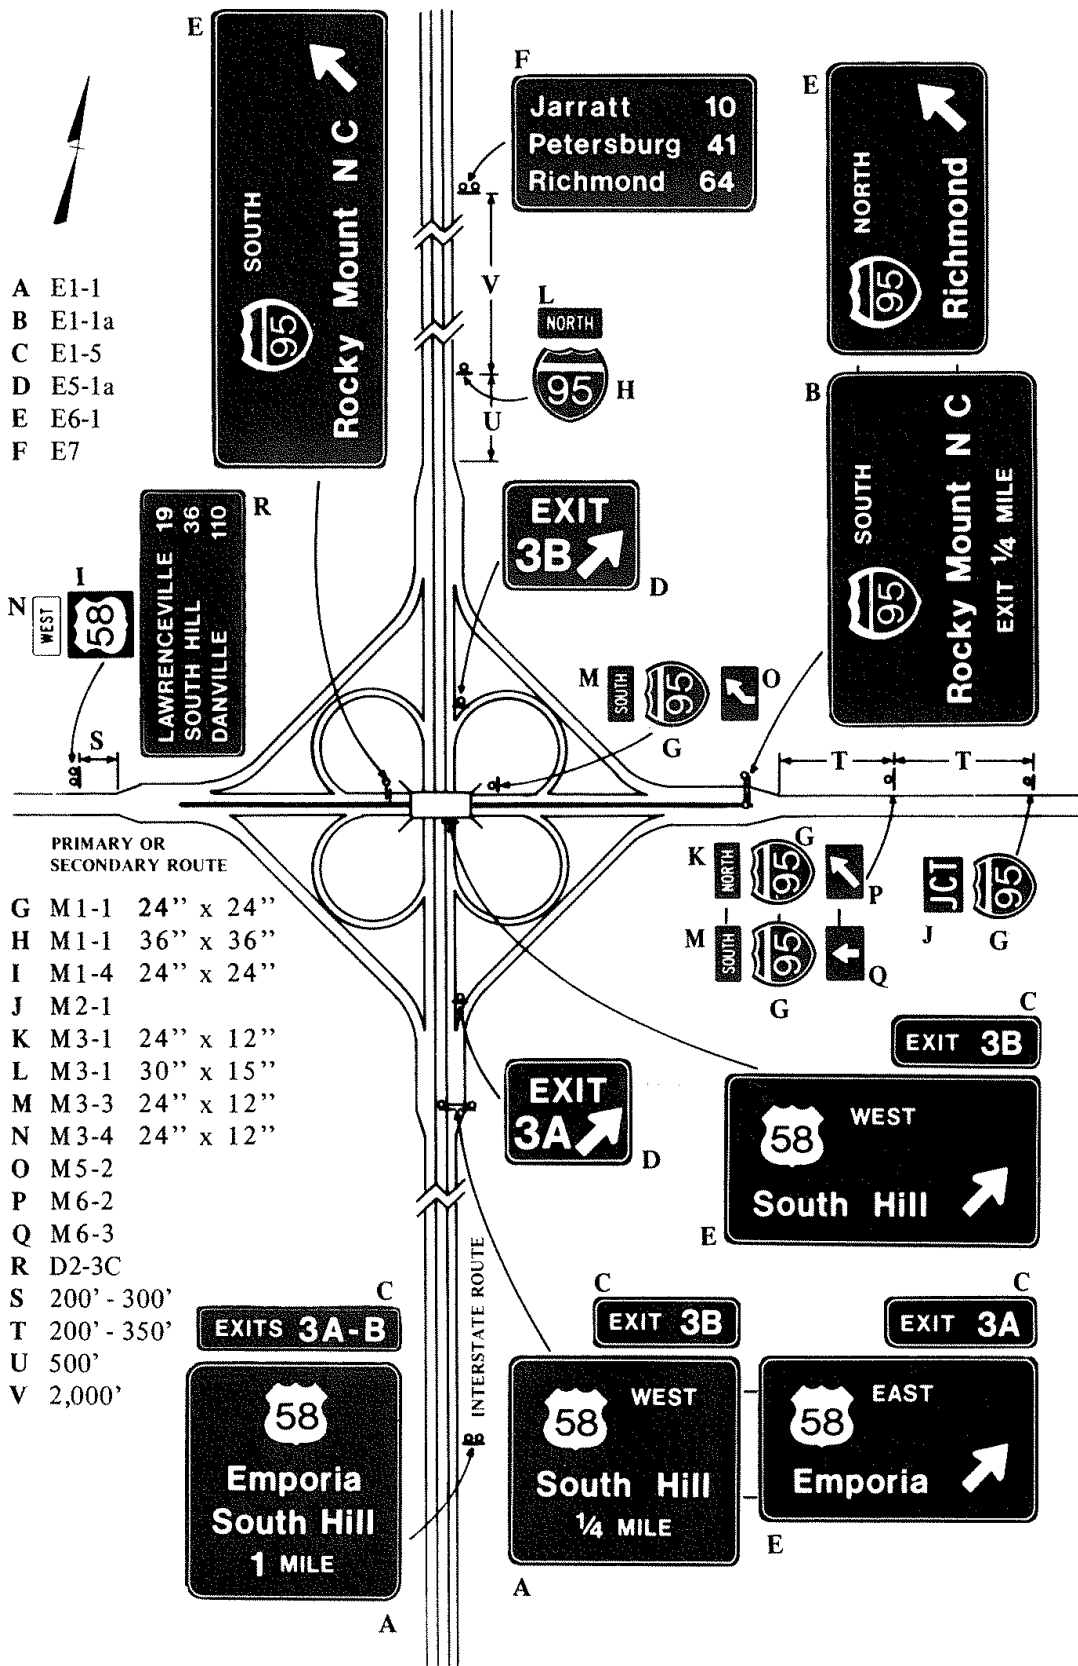 E
SOUTH
95
Rocky Mount N C
F
Jarratt 10
Petersburg 41
Richmond 64
E
NORTH
95
Richmond
A E1-1
B E1-1a
C E1-5
D E5-1a
E E6-1
F E7
V
L
NORTH
95
H
U
B
SOUTH
95
Rocky Mount N C
EXIT 1/4 MILE
R
LAWRENCEVILLE 19
SOUTH HILL 36
DANVILLE 110
EXIT
3B
D
I
N
WEST
58
M
SOUTH
95
O
G
S
T
T
PRIMARY OR
SECONDARY ROUTE
G M1-1 24” x 24”
H M1-1 36” x 36”
I M1-4 24” x 24”
J M2-1
K M3-1 24” x 12”
L M3-1 30” x 15”
M M3-3 24” x 12”
N M3-4 24” x 12”
O M5-2
P M6-2
Q M6-3
R D2-3C
S 200’ - 300’
T 200’ - 350’
U 500’
V 2,000’
K
NORTH
95
G
P
M
SOUTH
95
G
Q
JCT
95
J
G
C
EXIT 3B
WEST
58
South Hill
E
EXIT
3A
D
INTERSTATE ROUTE
C
EXITS 3A-B
58
Emporia
South Hill
1 MILE
A
C
EXIT 3B
WEST
58
South Hill
1/4 MILE
A
C
EXIT 3A
EAST
58
Emporia
E